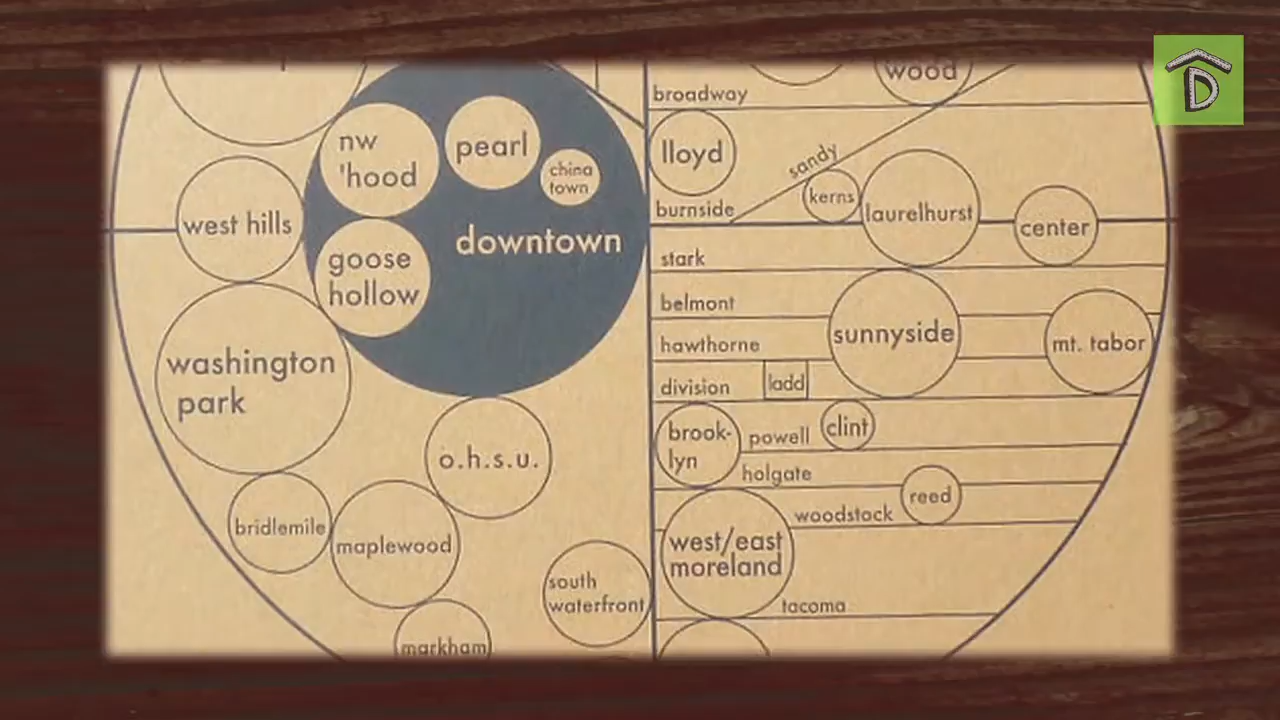 wood
broadway
nw
'hood
pearl
china
town
lloyd
sandy
kerns
burnside
laurelhurst
west hills
center
downtown
goose
hollow
stark
belmont
sunnyside
hawthorne
mt. tabor
washington
park
division
ladd
brook-
lyn
powell
clint
o.h.s.u.
holgate
reed
woodstock
bridlemile
maplewood
west/east
moreland
south
waterfront
tacoma
markham
D